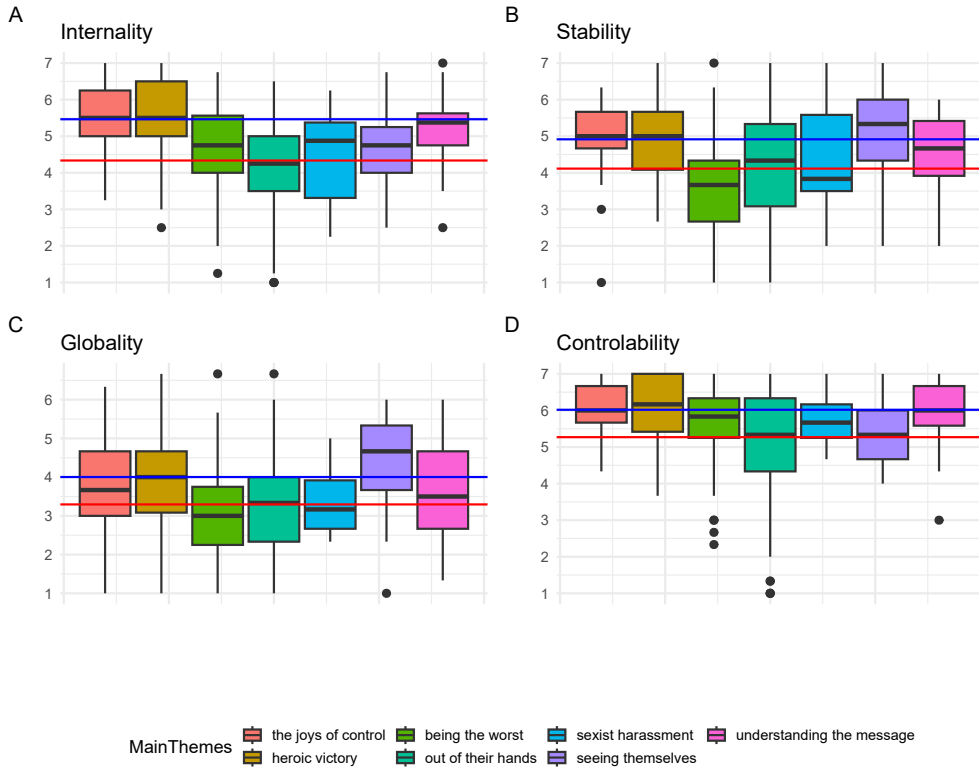 A
Internality
7
6
5
4
3
2
1
B
Stability
7
6
5
4
3
2
1
C
Globality
6
5
4
3
2
1
D
Controlability
7
6
5
4
3
2
1
MainThemes
the joys of control
being the worst
sexist harassment
understanding the message
heroic victory
out of their hands
seeing themselves